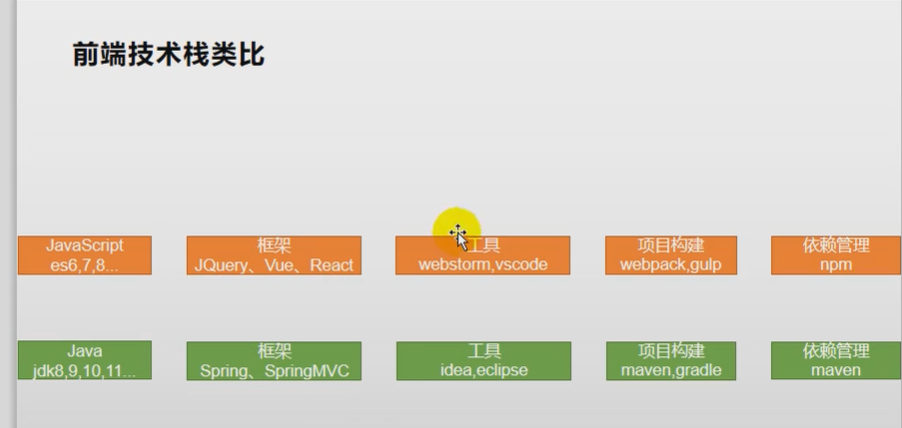 前端技术栈类比
JavaScript
es6,7,8...
框架
JQuery、Vue、React
工具
webstorm,vscode
项目构建
webpack,gulp
依赖管理
npm
Java
jdk8,9,10,11...
框架
Spring、SpringMVC
工具
idea,eclipse
项目构建
maven,gradle
依赖管理
maven